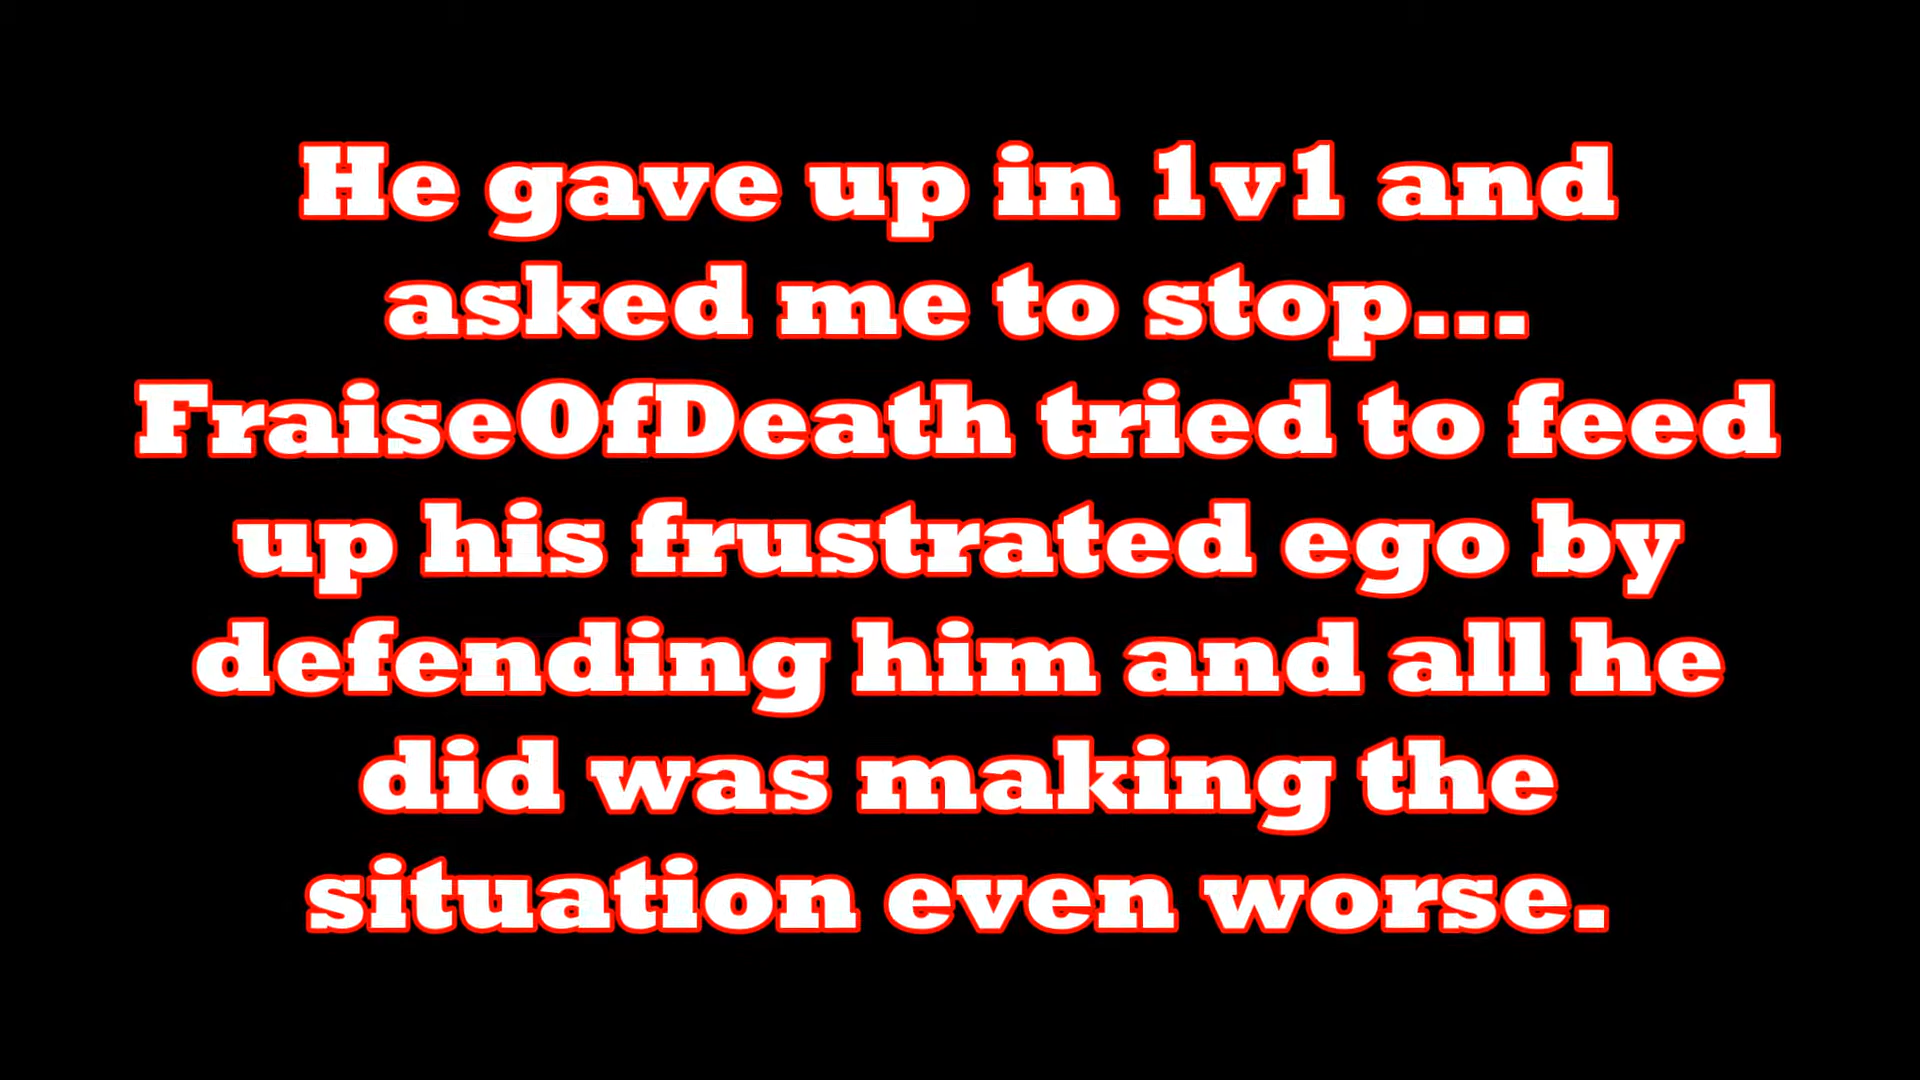 He gave up in 1v1 and
asked me to stop...
FraiseOfDeath tried to feed
up his frustrated ego by
defending him and all he
did was making the
situation even worse.